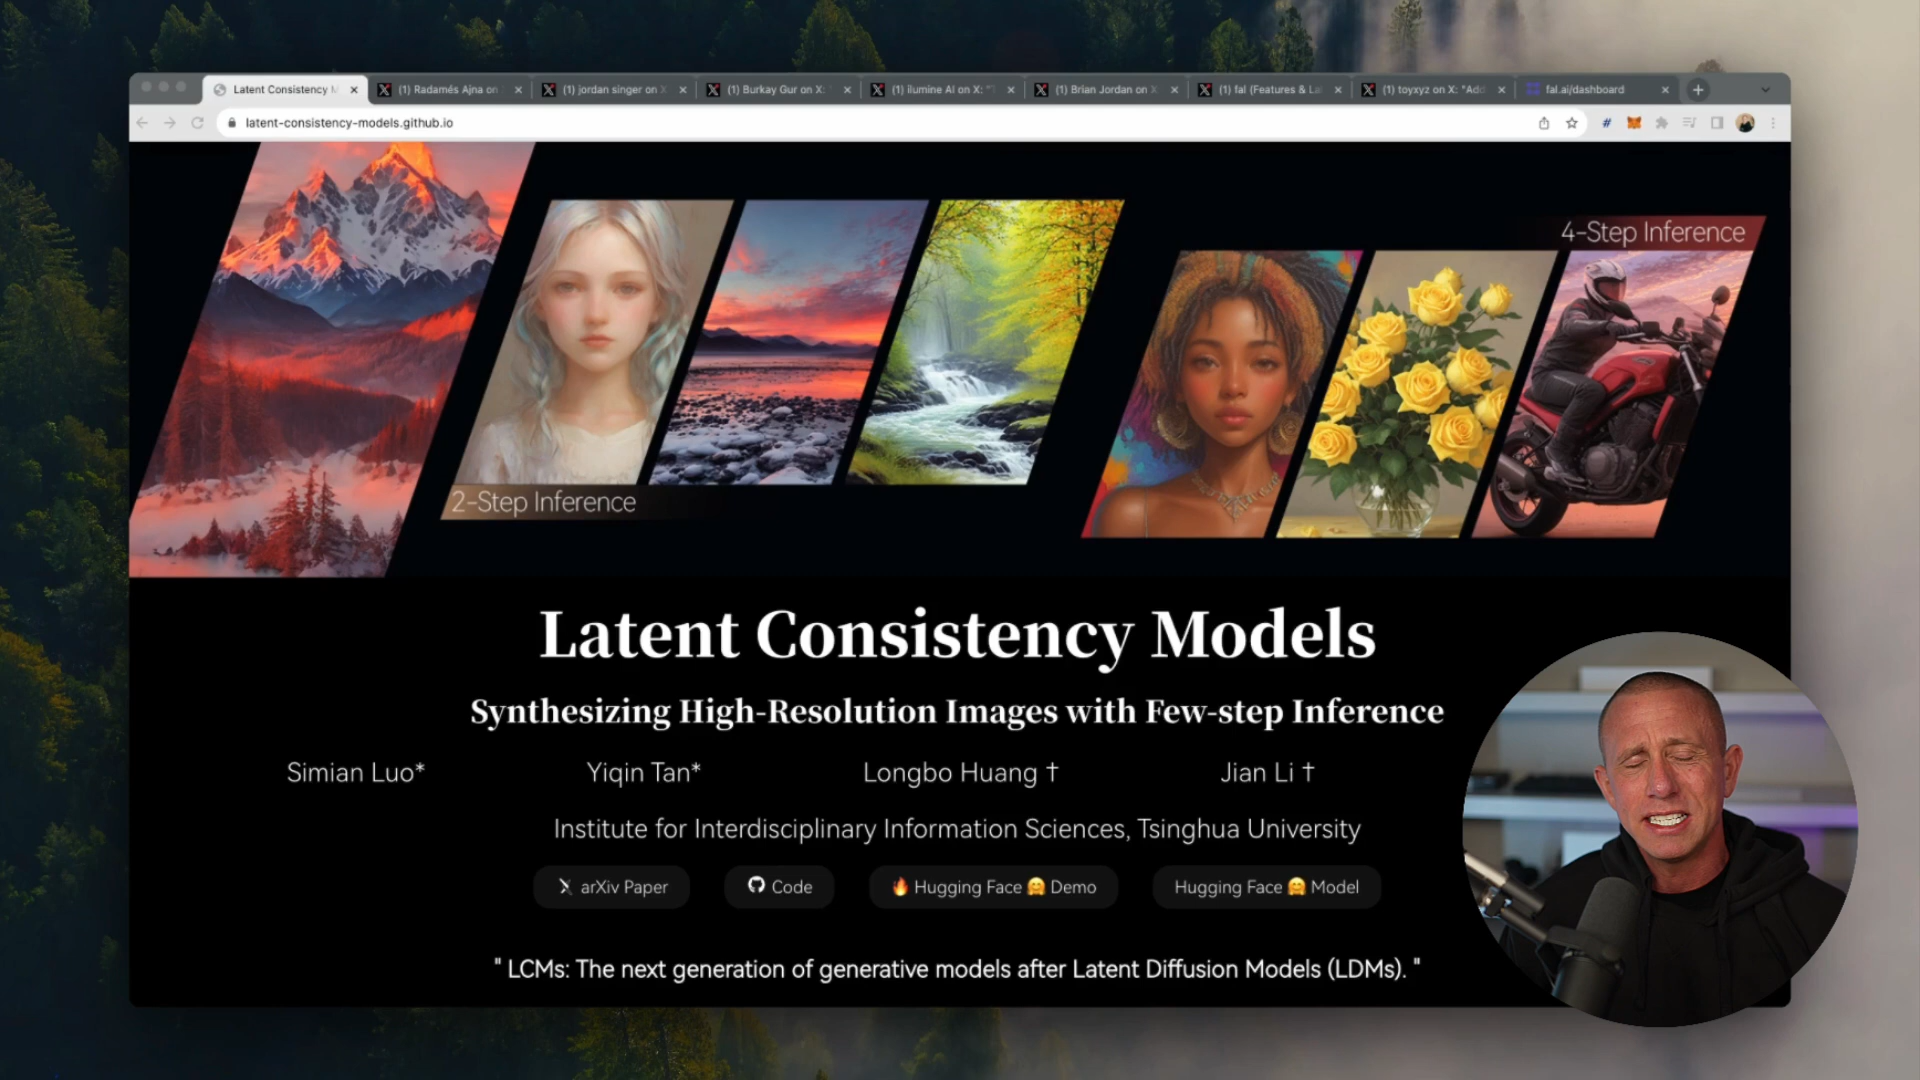 Latent Consistency M
(1) Radamés Ajna on
(1) jordan singer on X
(1) Burkay Gur on X: "
(1) ilumine AI on X: "T
(1) Brian Jordan on X
(1) fal (Features & La
(1) toyxyz on X: "Add
fal.ai/dashboard
latent-consistency-models.github.io
4-Step Inference
2-Step Inference
Latent Consistency Models
Synthesizing High-Resolution Images with Few-step Inference
Simian Luo* Yiqin Tan* Longbo Huang † Jian Li †
Institute for Interdisciplinary Information Sciences, Tsinghua University
arXiv Paper Code 🔥 Hugging Face 🤗 Demo Hugging Face 🤗 Model
" LCMs: The next generation of generative models after Latent Diffusion Models (LDMs). "